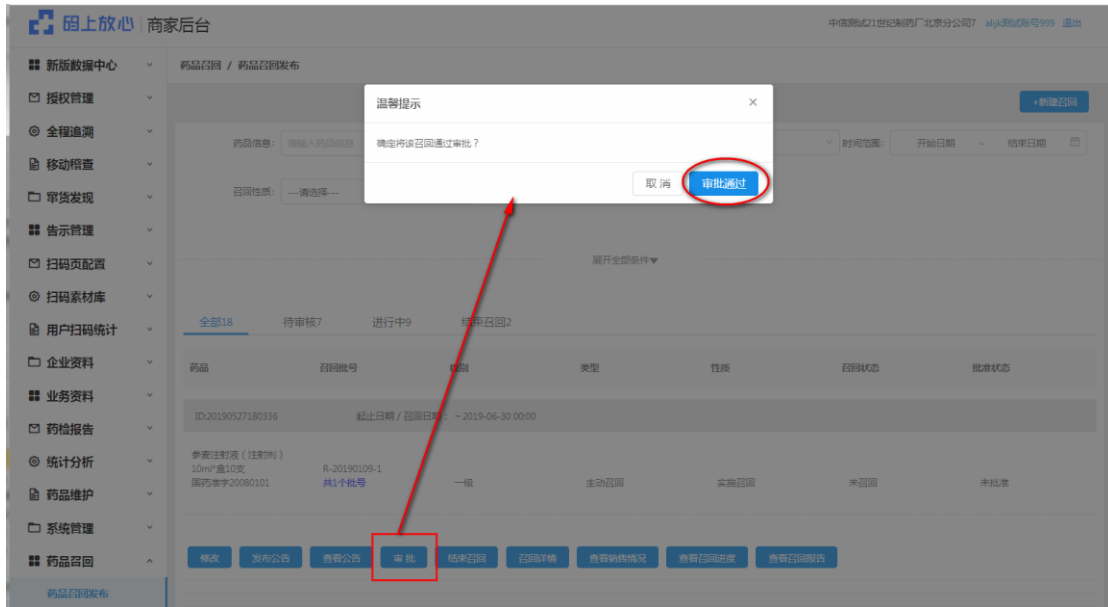 码上放心 商家后台
中信测试21世纪制药厂北京分公司7 alijk测试账号999 退出
新版数据中心
授权管理
全程追溯
移动稽查
窜货发现
告示管理
扫码页配置
扫码素材库
用户扫码统计
企业资料
业务资料
药检报告
统计分析
药品维护
系统管理
药品召回
药品召回发布
药品召回 / 药品召回发布
+新建召回
温馨提示
确定将该召回通过审批？
取消 审批通过
药品信息：
时间范围： 开始日期 ~ 结束日期
召回性质： ---请选择---
展开全部条件▼
全部18 待审核7 进行中9 结束召回2
药品 召回批号 级别 类型 性质 召回状态 批准状态
ID:20190527180336 起止日期 / 召回日期： ~ 2019-06-30 00:00
参麦注射液（注射剂）
10ml*盒10支
国药准字20080101
R-20190109-1
共1个批号
一级 主动召回 实施召回 未召回 未批准
修改 发布公告 查看公告 审批 结束召回 召回详情 查看销售情况 查看召回进度 查看召回报告